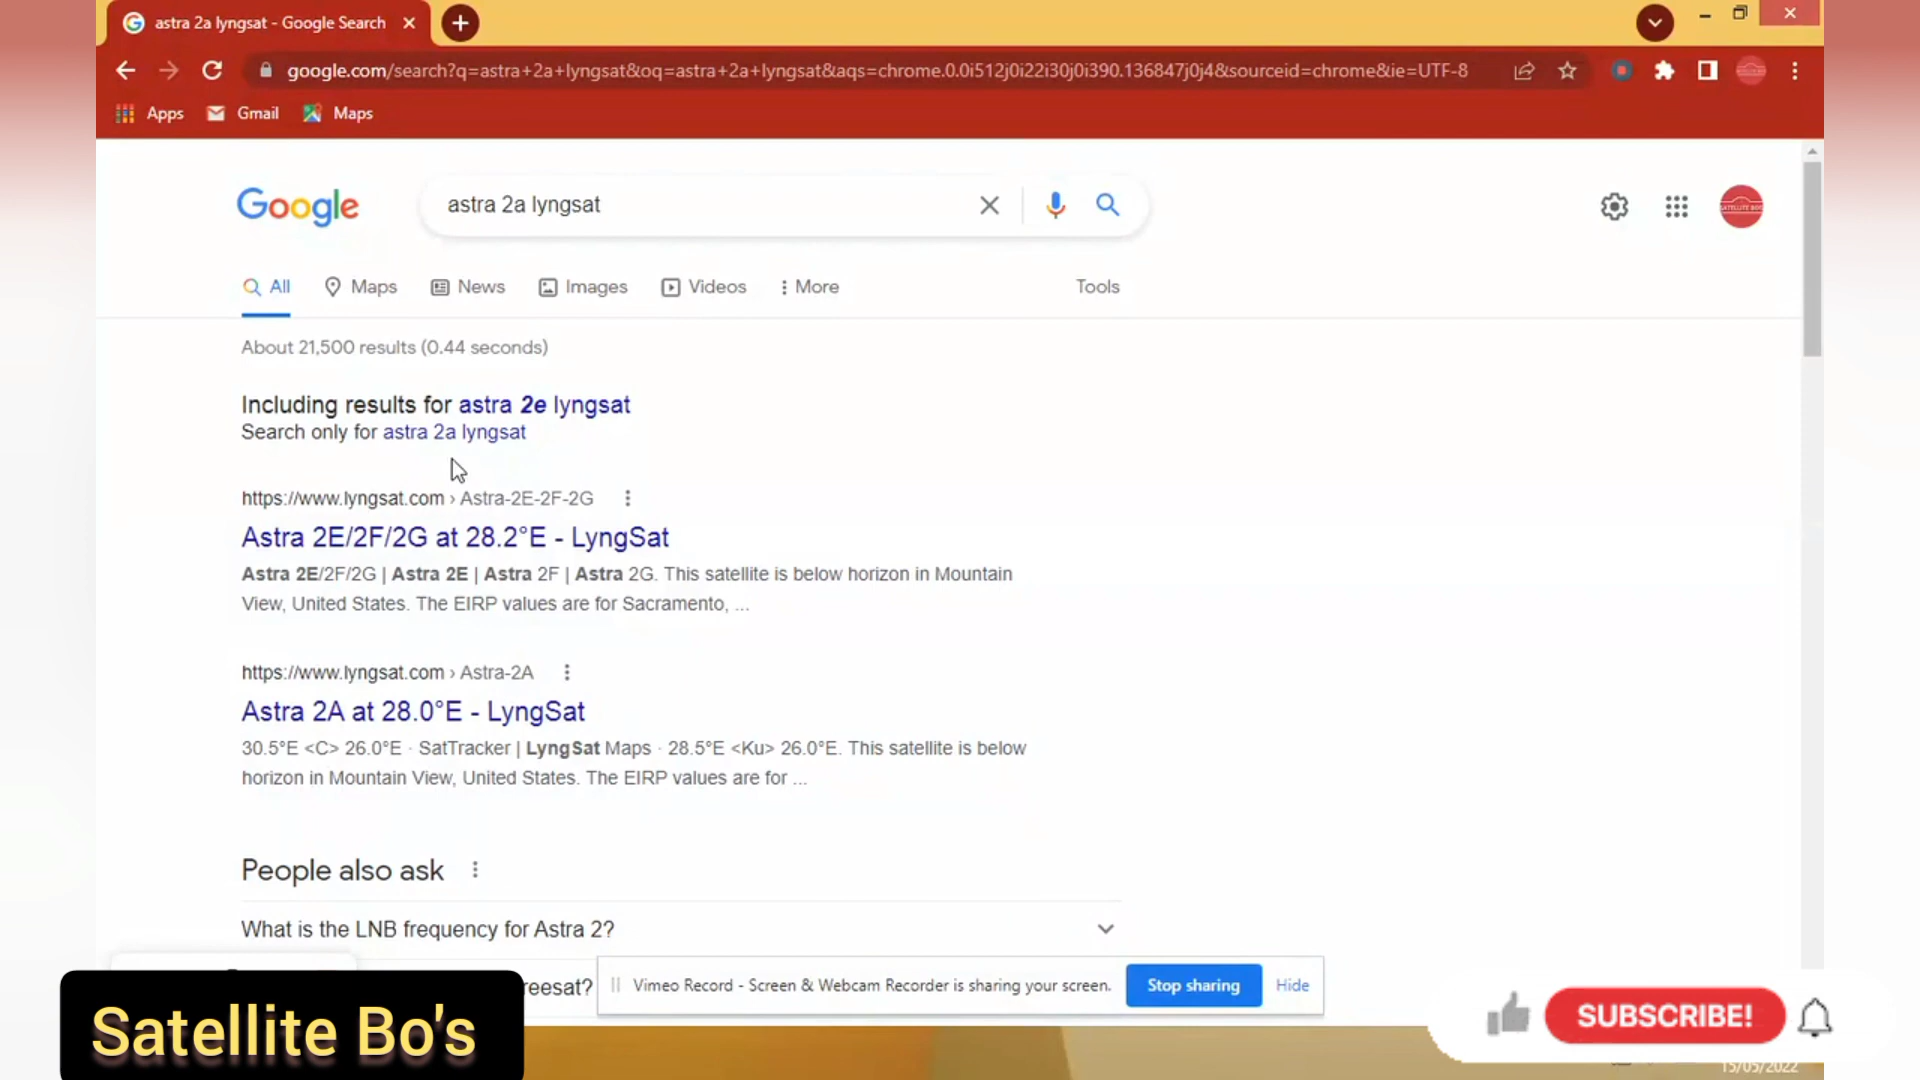 astra 2a lyngsat - Google Search
google.com/search?q=astra+2a+lyngsat&oq=astra+2a+lyngsat&aqs=chrome.0.0i512j0i22i30j0i390.136847j0j4&sourceid=chrome&ie=UTF-8
Apps Gmail Maps
Google astra 2a lyngsat SATELLITE BO'S
All Maps News Images Videos More Tools
About 21,500 results (0.44 seconds)
Including results for astra 2e lyngsat
Search only for astra 2a lyngsat
https://www.lyngsat.com › Astra-2E-2F-2G
Astra 2E/2F/2G at 28.2°E - LyngSat
Astra 2E/2F/2G | Astra 2E | Astra 2F | Astra 2G. This satellite is below horizon in Mountain
View, United States. The EIRP values are for Sacramento, ...
https://www.lyngsat.com › Astra-2A
Astra 2A at 28.0°E - LyngSat
30.5°E <C> 26.0°E · SatTracker | LyngSat Maps · 28.5°E <Ku> 26.0°E. This satellite is below
horizon in Mountain View, United States. The EIRP values are for ...
People also ask
What is the LNB frequency for Astra 2?
reesat?
Vimeo Record - Screen & Webcam Recorder is sharing your screen. Stop sharing Hide
Satellite Bo's
SUBSCRIBE!
15/05/2022